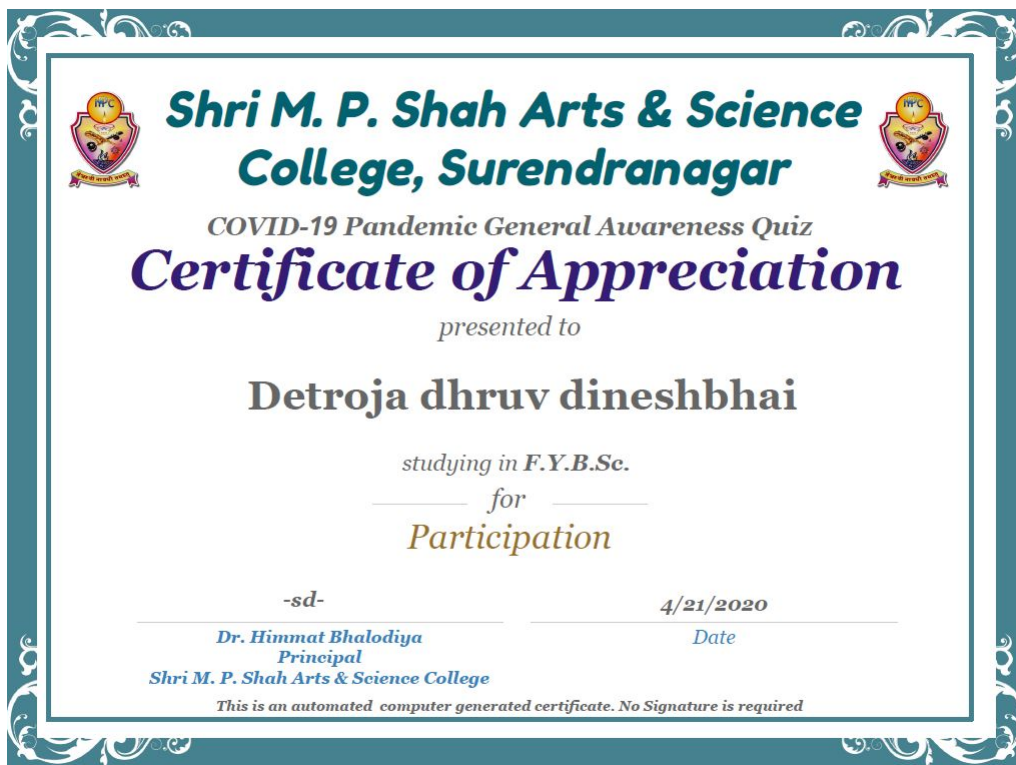 MPC MPC
Shri M. P. Shah Arts & Science
College, Surendranagar
COVID-19 Pandemic General Awareness Quiz
Certificate of Appreciation
presented to
Detroja dhruv dineshbhai
studying in F.Y.B.Sc.
for
Participation
-sd- 4/21/2020
Dr. Himmat Bhalodiya Date
Principal
Shri M. P. Shah Arts & Science College
This is an automated computer generated certificate. No Signature is required